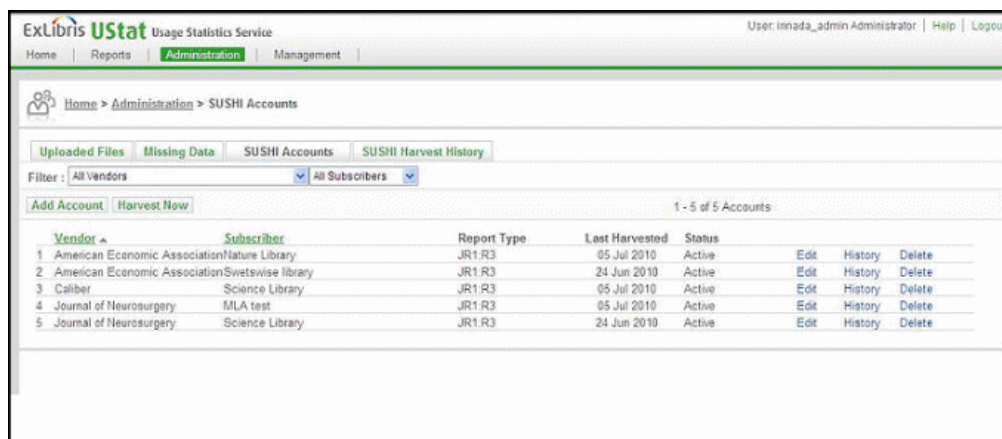 ExLibris UStat Usage Statistics Service
User: irinada_admin Administrator | Help | Logou
Home | Reports | Administration | Management |
Home > Administration > SUSHI Accounts
Uploaded Files Missing Data SUSHI Accounts SUSHI Harvest History
Filter : All Vendors All Subscribers
Add Account Harvest Now 1 - 5 of 5 Accounts
Vendor Subscriber Report Type Last Harvested Status
1 American Economic Association Nature Library JR1:R3 05 Jul 2010 Active Edit History Delete
2 American Economic Association Swetswise library JR1:R3 24 Jun 2010 Active Edit History Delete
3 Caliber Science Library JR1:R3 05 Jul 2010 Active Edit History Delete
4 Journal of Neurosurgery MLA test JR1:R3 05 Jul 2010 Active Edit History Delete
5 Journal of Neurosurgery Science Library JR1:R3 24 Jun 2010 Active Edit History Delete